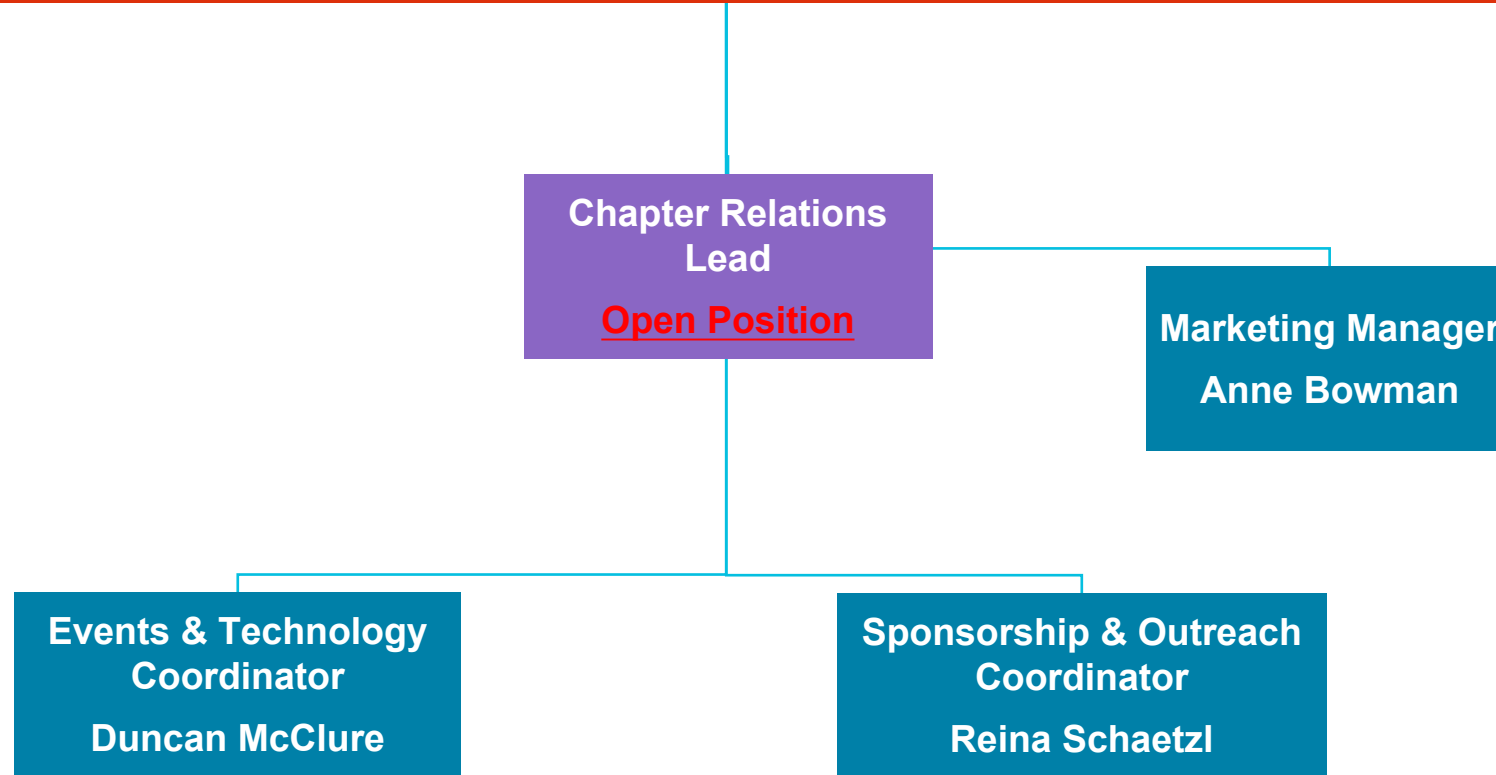 Chapter Relations
Lead
Open Position
Marketing Manager
Anne Bowman
Events & Technology
Coordinator
Duncan McClure
Sponsorship & Outreach
Coordinator
Reina Schaetzl